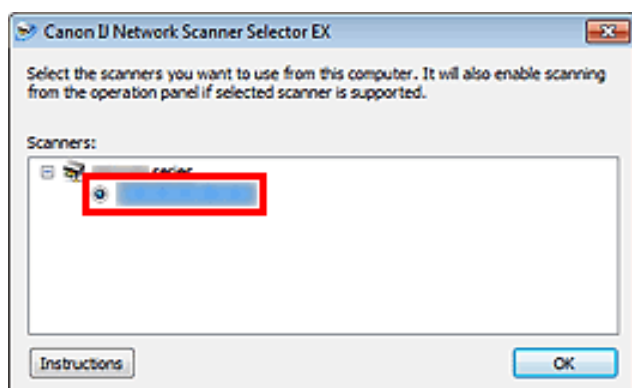 Canon IJ Network Scanner Selector EX
Select the scanners you want to use from this computer. It will also enable scanning
from the operation panel if selected scanner is supported.
Scanners:
series
Instructions
OK